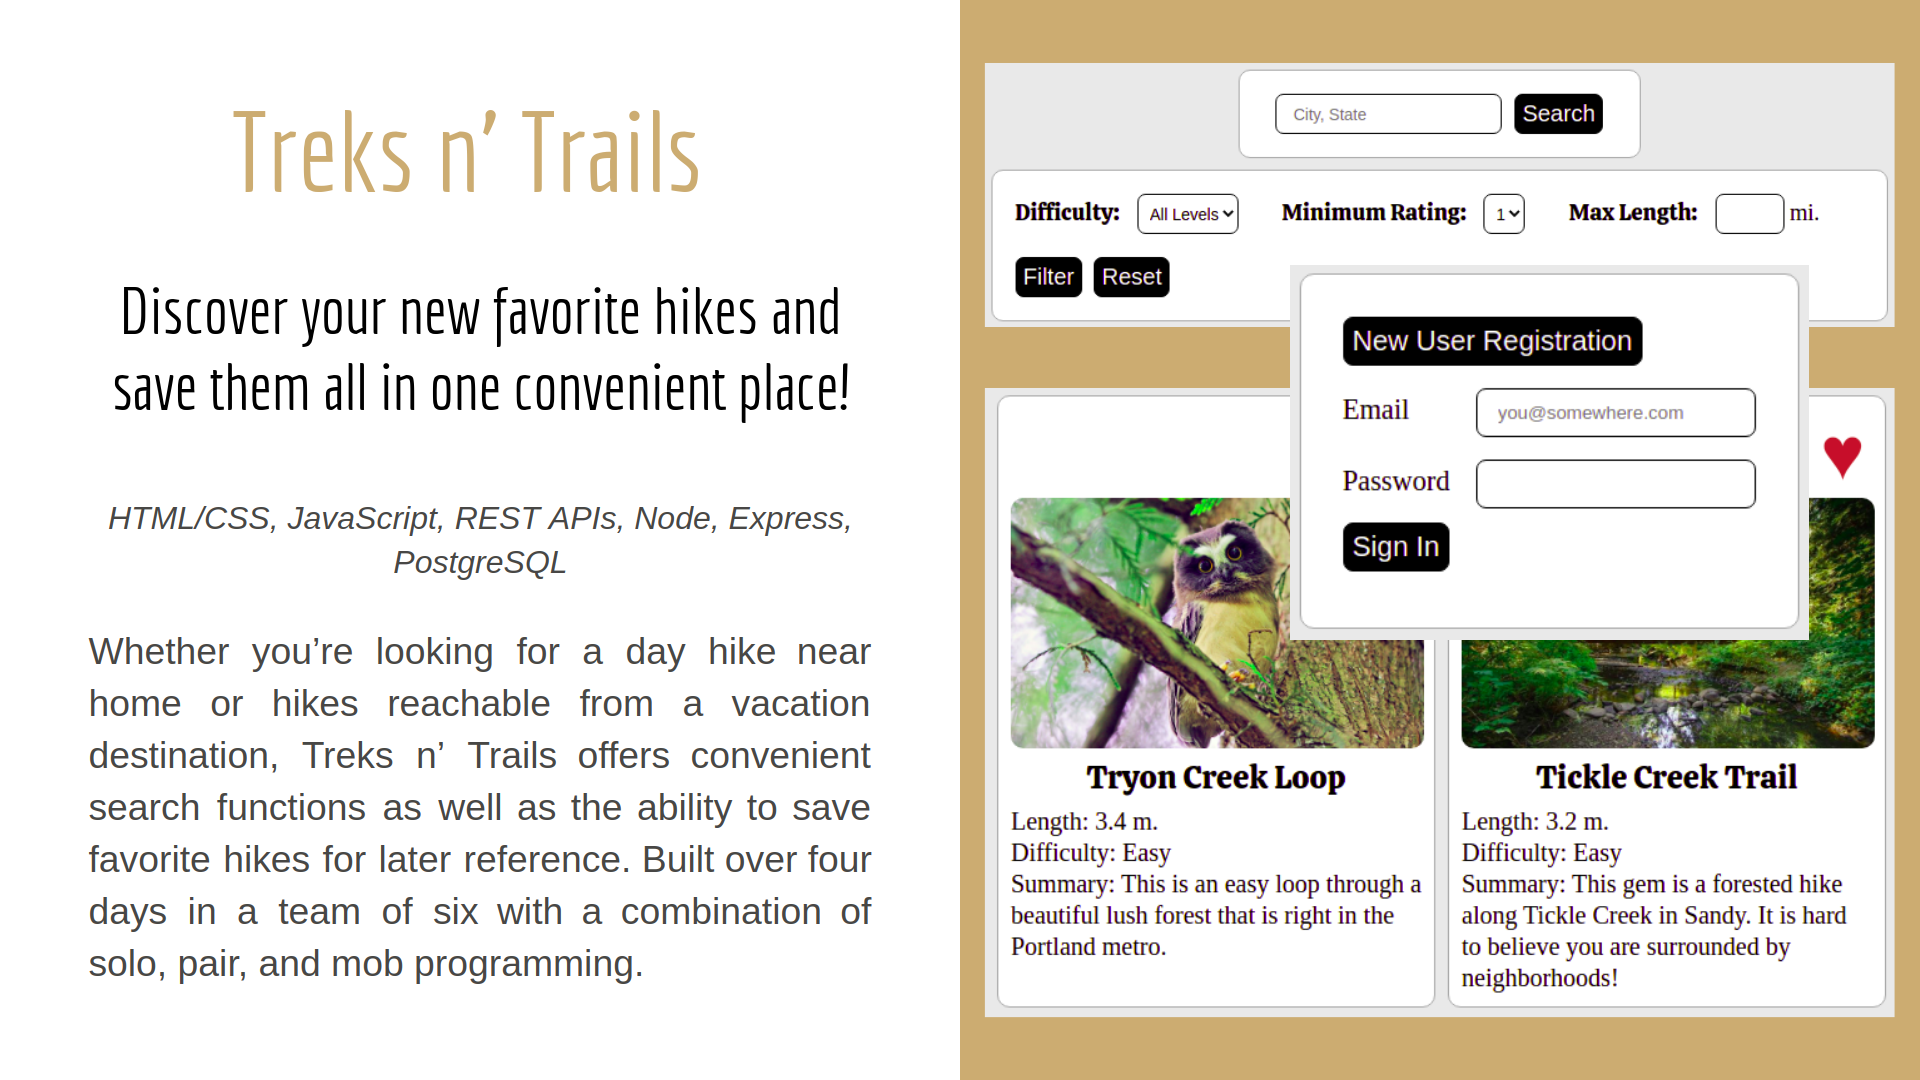 Treks n’ Trails
Discover your new favorite hikes and
save them all in one convenient place!
HTML/CSS, JavaScript, REST APIs, Node, Express,
PostgreSQL
Whether you’re looking for a day hike near
home or hikes reachable from a vacation
destination, Treks n’ Trails offers convenient
search functions as well as the ability to save
favorite hikes for later reference. Built over four
days in a team of six with a combination of
solo, pair, and mob programming.
City, State Search
Difficulty: All Levels Minimum Rating: 1 Max Length: mi.
Filter Reset
New User Registration
Email you@somewhere.com
Password
Sign In
Tryon Creek Loop
Length: 3.4 m.
Difficulty: Easy
Summary: This is an easy loop through a
beautiful lush forest that is right in the
Portland metro.
Tickle Creek Trail
Length: 3.2 m.
Difficulty: Easy
Summary: This gem is a forested hike
along Tickle Creek in Sandy. It is hard
to believe you are surrounded by
neighborhoods!